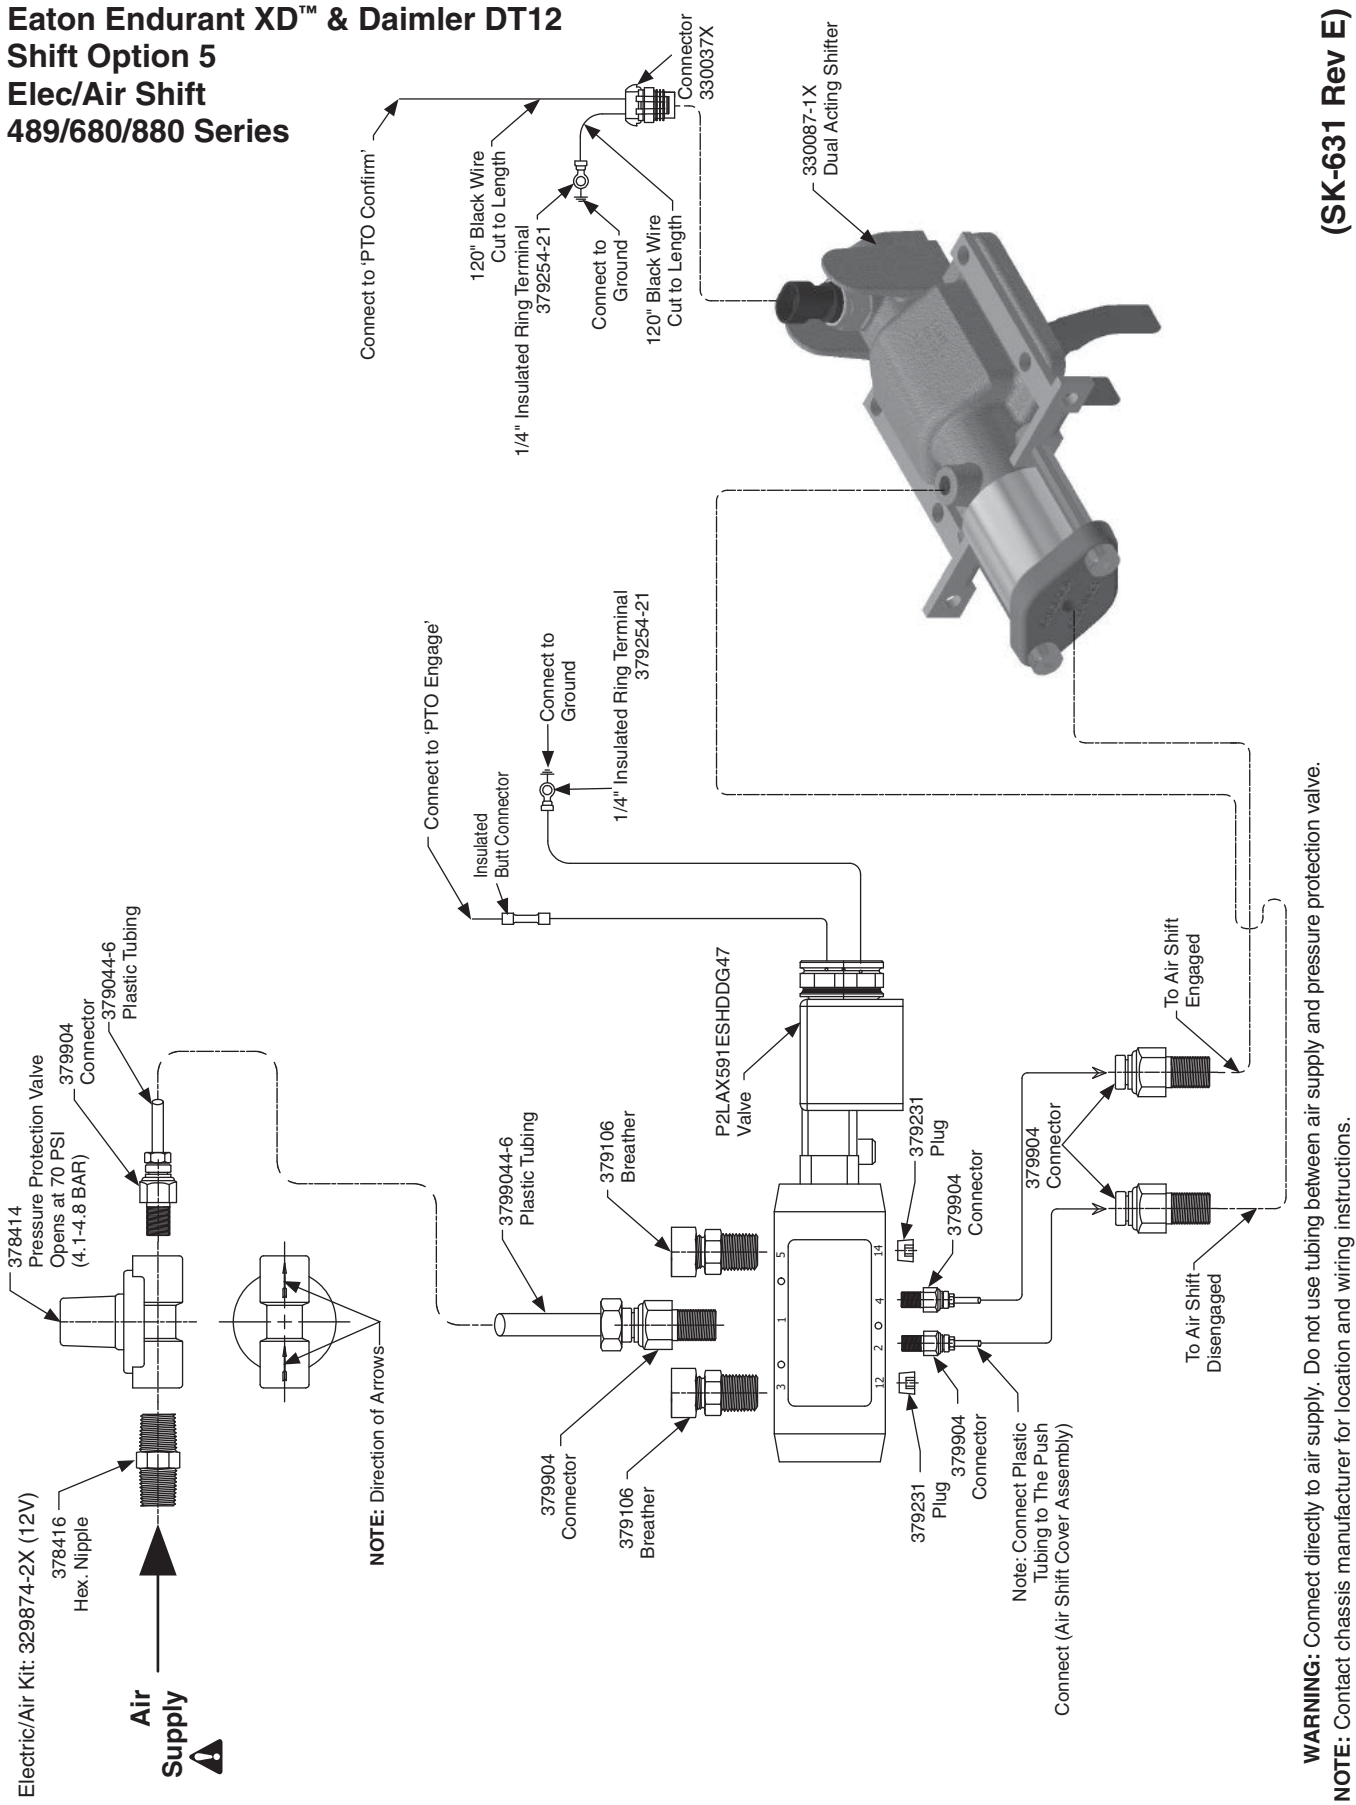 Eaton Endurant XD™ & Daimler DT12
Shift Option 5
Elec/Air Shift
489/680/880 Series
(SK-631 Rev E)
Electric/Air Kit: 329874-2X (12V)
378416
Hex. Nipple
Air
Supply
378414
Pressure Protection Valve
Opens at 70 PSI
(4.1-4.8 BAR)
379904
Connector
379044-6
Plastic Tubing
NOTE: Direction of Arrows
3799044-6
Plastic Tubing
379904
Connector
379106
Breather
379106
Breather
3
1
5
12
2
4
14
P2LAX591ESHDDG47
Valve
379231
Plug
379904
Connector
379231
Plug
379904
Connector
Note: Connect Plastic
Tubing to The Push
Connect (Air Shift Cover Assembly)
379904
Connector
To Air Shift
Engaged
To Air Shift
Disengaged
Connect to 'PTO Engage'
Insulated
Butt Connector
Connect to
Ground
1/4" Insulated Ring Terminal
379254-21
Connect to 'PTO Confirm'
120" Black Wire
Cut to Length
1/4" Insulated Ring Terminal
379254-21
Connect to
Ground
120" Black Wire
Cut to Length
Connector
330037X
330087-1X
Dual Acting Shifter
WARNING: Connect directly to air supply. Do not use tubing between air supply and pressure protection valve.
NOTE: Contact chassis manufacturer for location and wiring instructions.